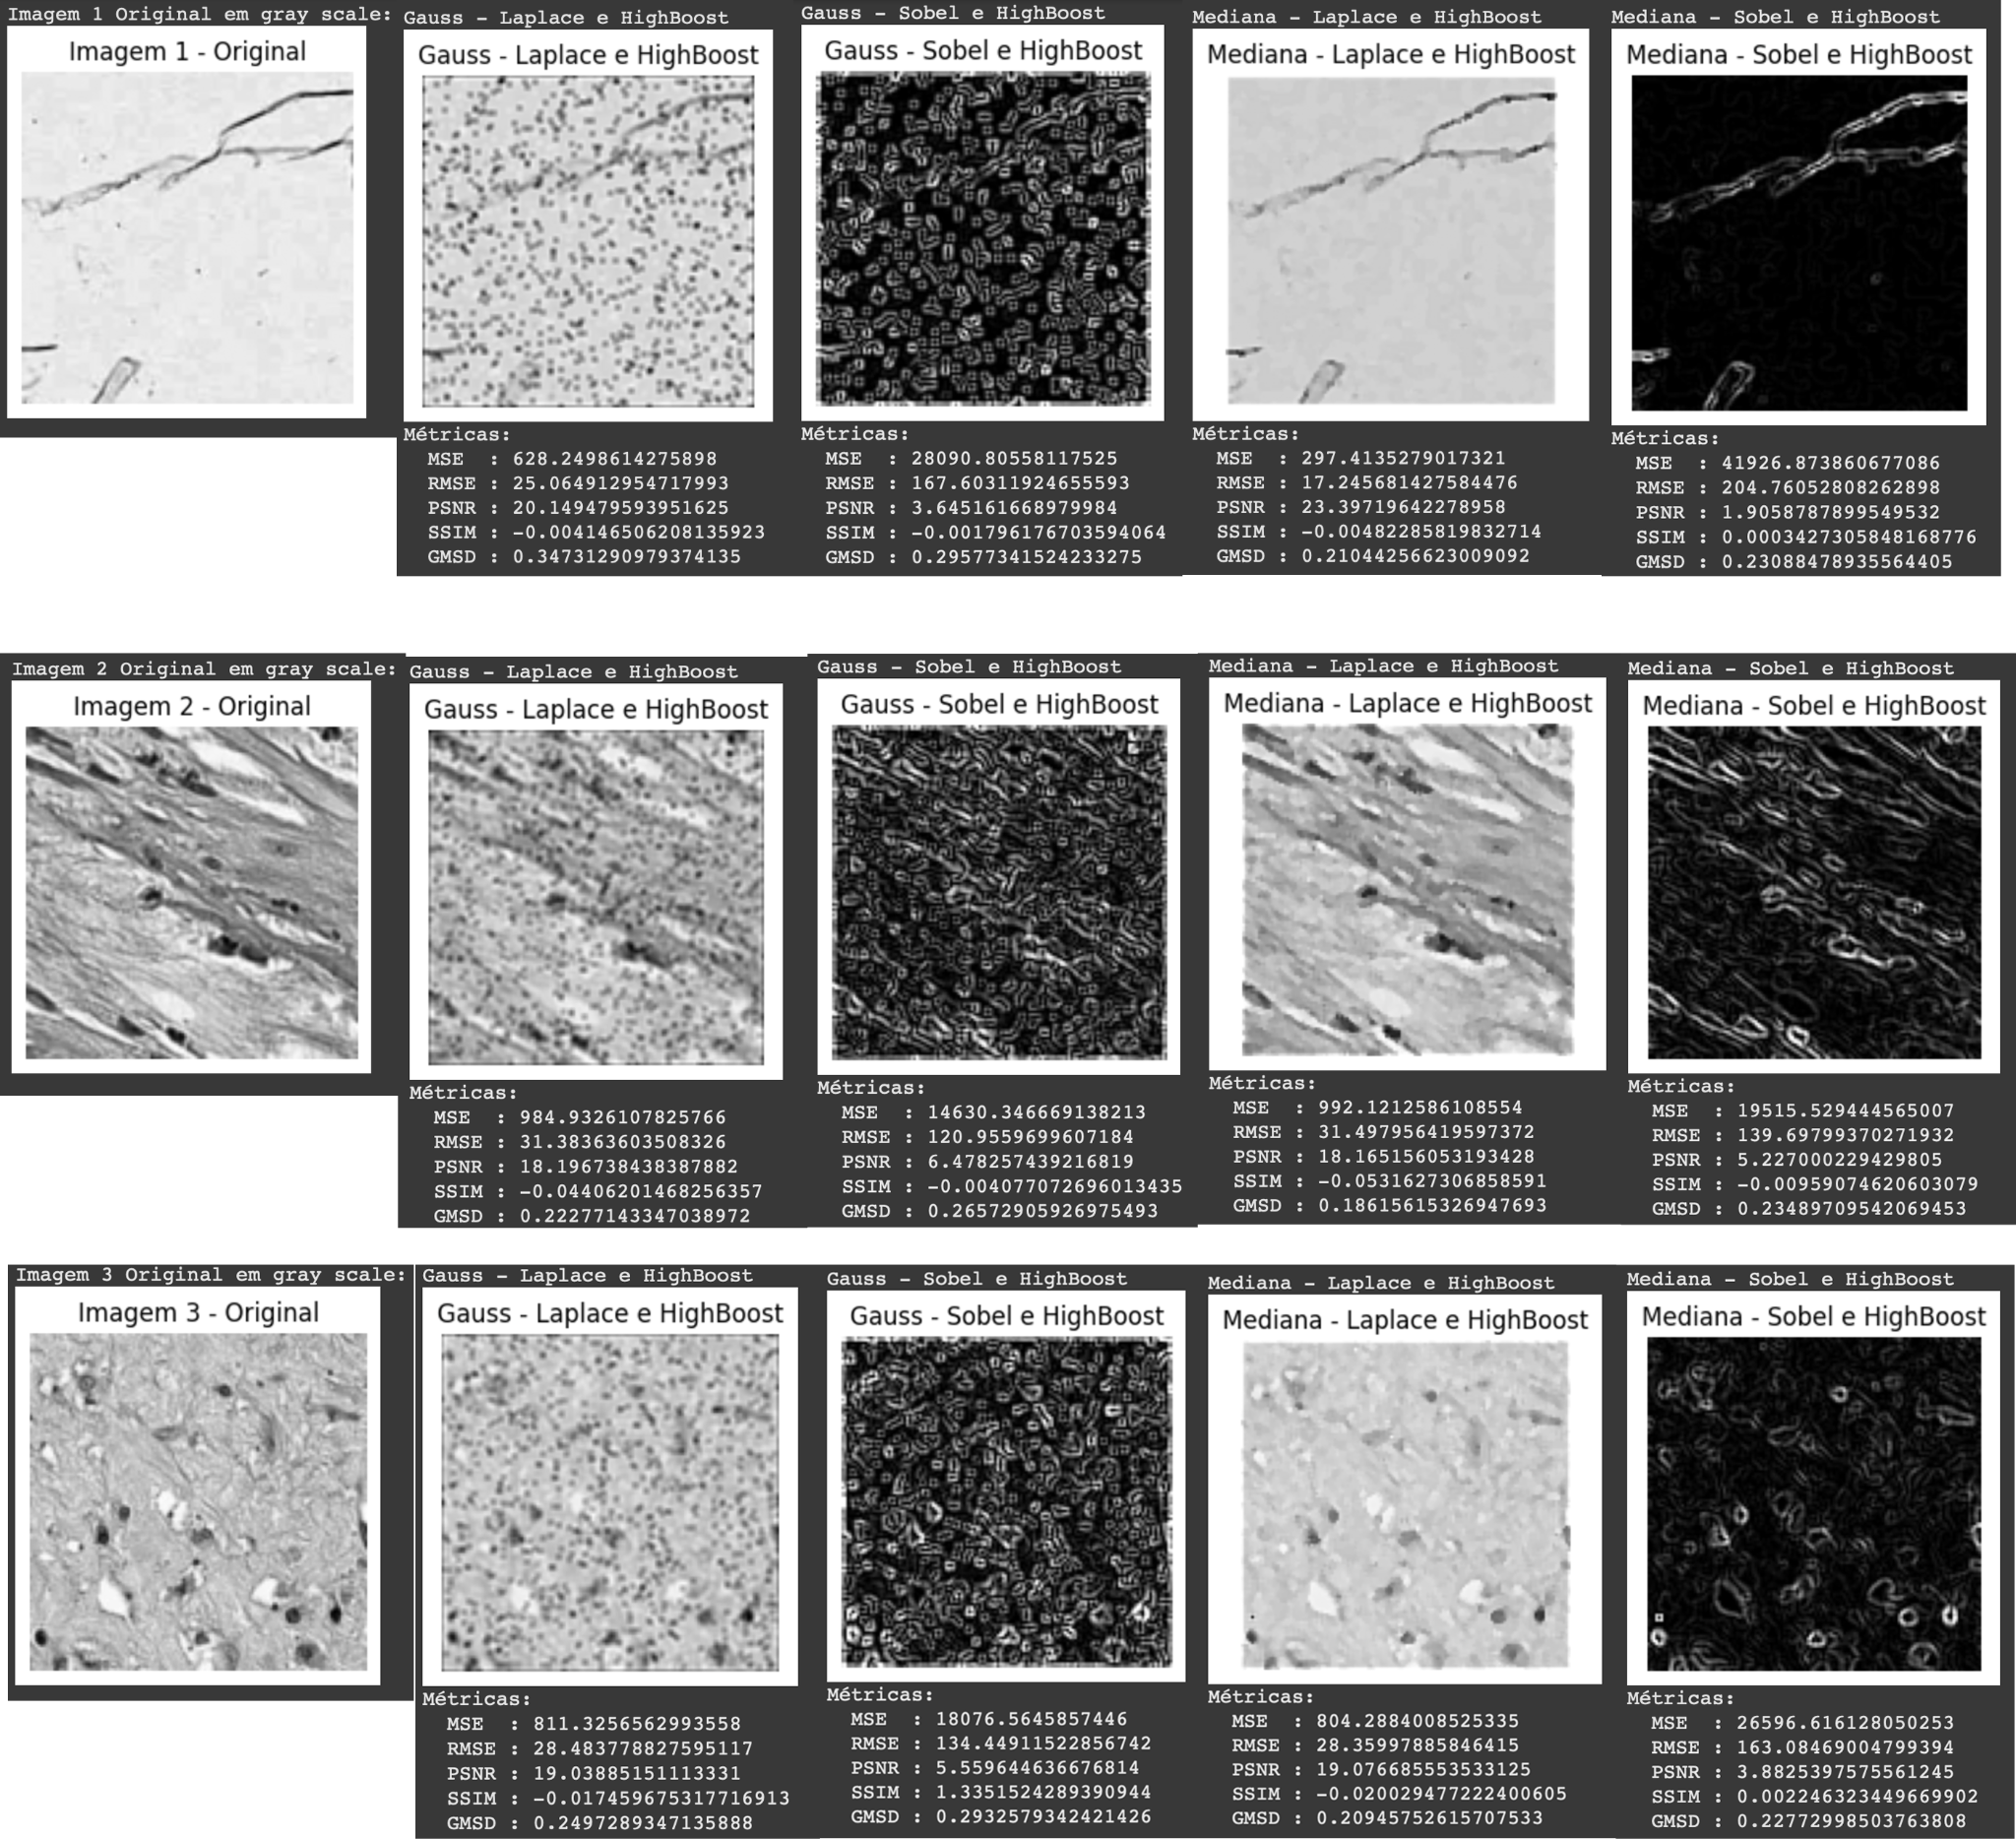 Imagem 1 Original em gray scale:
Imagem 1 - Original
Gauss - Laplace e HighBoost
Gauss - Laplace e HighBoost
Métricas:
MSE : 628.2498614275898
RMSE : 25.064912954717993
PSNR : 20.149479593951625
SSIM : -0.004146506208135923
GMSD : 0.34731290979374135
Gauss - Sobel e HighBoost
Gauss - Sobel e HighBoost
Métricas:
MSE : 28090.80558117525
RMSE : 167.60311924655593
PSNR : 3.645161668979984
SSIM : -0.001796176703594064
GMSD : 0.29577341524233275
Mediana - Laplace e HighBoost
Mediana - Laplace e HighBoost
Métricas:
MSE : 297.4135279017321
RMSE : 17.245681427584476
PSNR : 23.39719642278958
SSIM : -0.00482285819832714
GMSD : 0.21044256623009092
Mediana - Sobel e HighBoost
Mediana - Sobel e HighBoost
Métricas:
MSE : 41926.873860677086
RMSE : 204.76052808262898
PSNR : 1.9058787899549532
SSIM : 0.0003427305848168776
GMSD : 0.23088478935564405
Imagem 2 Original em gray scale:
Imagem 2 - Original
Gauss - Laplace e HighBoost
Gauss - Laplace e HighBoost
Métricas:
MSE : 984.9326107825766
RMSE : 31.38363603508326
PSNR : 18.196738438387882
SSIM : -0.04406201468256357
GMSD : 0.22277143347038972
Gauss - Sobel e HighBoost
Gauss - Sobel e HighBoost
Métricas:
MSE : 14630.346669138213
RMSE : 120.9559699607184
PSNR : 6.478257439216819
SSIM : -0.004077072696013435
GMSD : 0.26572905926975493
Mediana - Laplace e HighBoost
Mediana - Laplace e HighBoost
Métricas:
MSE : 992.1212586108554
RMSE : 31.497956419597372
PSNR : 18.165156053193428
SSIM : -0.0531627306858591
GMSD : 0.18615615326947693
Mediana - Sobel e HighBoost
Mediana - Sobel e HighBoost
Métricas:
MSE : 19515.529444565007
RMSE : 139.69799370271932
PSNR : 5.227000229429805
SSIM : -0.00959074620603079
GMSD : 0.23489709542069453
Imagem 3 Original em gray scale:
Imagem 3 - Original
Gauss - Laplace e HighBoost
Gauss - Laplace e HighBoost
Métricas:
MSE : 811.3256562993558
RMSE : 28.483778827595117
PSNR : 19.03885151113331
SSIM : -0.017459675317716913
GMSD : 0.2497289347135888
Gauss - Sobel e HighBoost
Gauss - Sobel e HighBoost
Métricas:
MSE : 18076.5645857446
RMSE : 134.44911522856742
PSNR : 5.559644636676814
SSIM : 1.3351524289390944
GMSD : 0.2932579342421426
Mediana - Laplace e HighBoost
Mediana - Laplace e HighBoost
Métricas:
MSE : 804.2884008525335
RMSE : 28.35997885846415
PSNR : 19.076685553533125
SSIM : -0.020029477222400605
GMSD : 0.20945752615707533
Mediana - Sobel e HighBoost
Mediana - Sobel e HighBoost
Métricas:
MSE : 26596.616128050253
RMSE : 163.08469004799394
PSNR : 3.8825397575561245
SSIM : 0.002246323449669902
GMSD : 0.22772998503763808